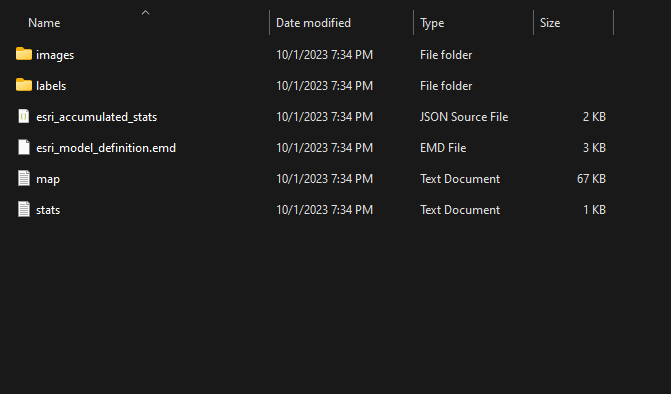 Name Date modified Type Size
images 10/1/2023 7:34 PM File folder
labels 10/1/2023 7:34 PM File folder
esri_accumulated_stats 10/1/2023 7:34 PM JSON Source File 2 KB
esri_model_definition.emd 10/1/2023 7:34 PM EMD File 3 KB
map 10/1/2023 7:34 PM Text Document 67 KB
stats 10/1/2023 7:34 PM Text Document 1 KB